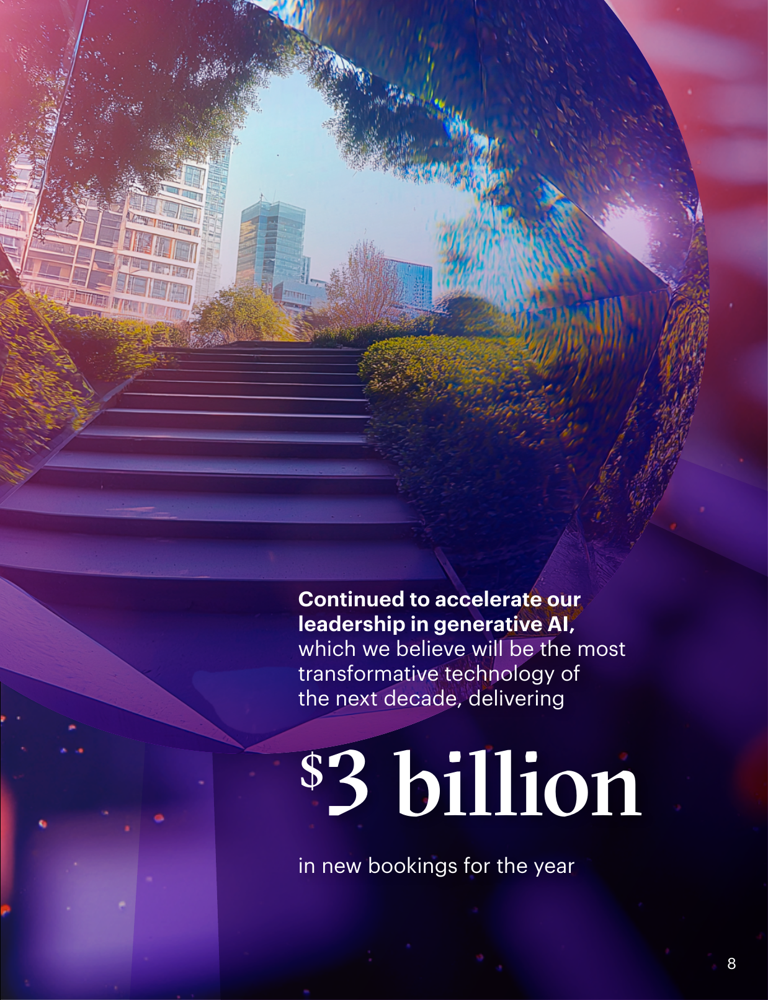 Continued to accelerate our
leadership in generative AI,
which we believe will be the most
transformative technology of
the next decade, delivering
$3 billion
in new bookings for the year
8